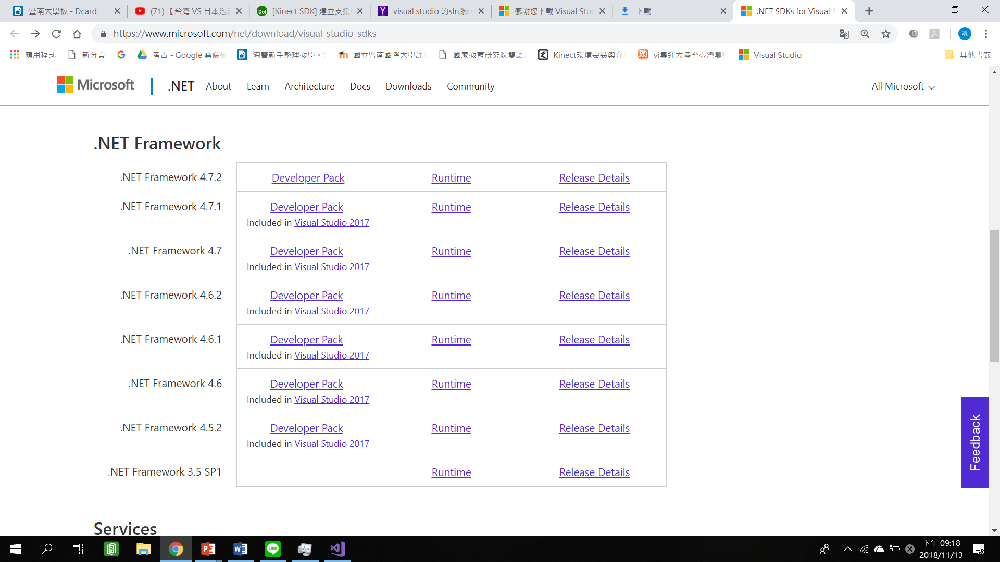 暨南大學板 - Dcard
(71)【台灣 VS 日本泡
[Kinect SDK] 建立支援
visual studio 的sln跟c
感謝您下載 Visual Stu
下載
.NET SDKs for Visual S
https://www.microsoft.com/net/download/visual-studio-sdks
魂
應用程式
新分頁
考古 - Google 雲端
淘寶新手整理教學。
國立暨南國際大學課
國家教育研究院雙語
Kinect環境安裝與介
vi集運大陸至臺灣集
Visual Studio
其他書籤
Microsoft
.NET
About
Learn
Architecture
Docs
Downloads
Community
All Microsoft
.NET Framework
.NET Framework 4.7.2 Developer Pack Runtime Release Details
.NET Framework 4.7.1 Developer Pack Runtime Release Details
Included in Visual Studio 2017
.NET Framework 4.7 Developer Pack Runtime Release Details
Included in Visual Studio 2017
.NET Framework 4.6.2 Developer Pack Runtime Release Details
Included in Visual Studio 2017
.NET Framework 4.6.1 Developer Pack Runtime Release Details
Included in Visual Studio 2017
.NET Framework 4.6 Developer Pack Runtime Release Details
Included in Visual Studio 2017
.NET Framework 4.5.2 Developer Pack Runtime Release Details
Included in Visual Studio 2017
.NET Framework 3.5 SP1 Runtime Release Details
Feedback
Services
下午 09:18
2018/11/13